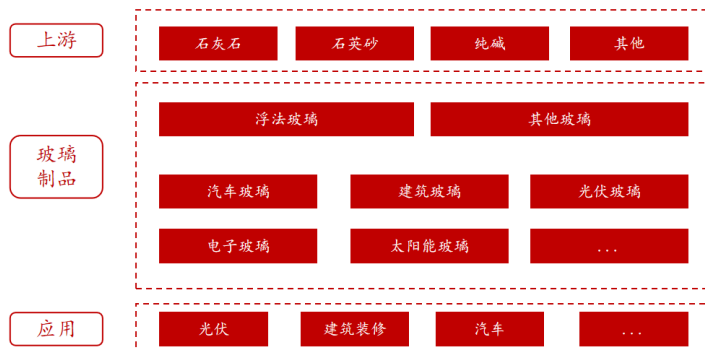 上游
石灰石
石英砂
纯碱
其他
玻璃
制品
浮法玻璃
其他玻璃
汽车玻璃
建筑玻璃
光伏玻璃
电子玻璃
太阳能玻璃
...
应用
光伏
建筑装修
汽车
...